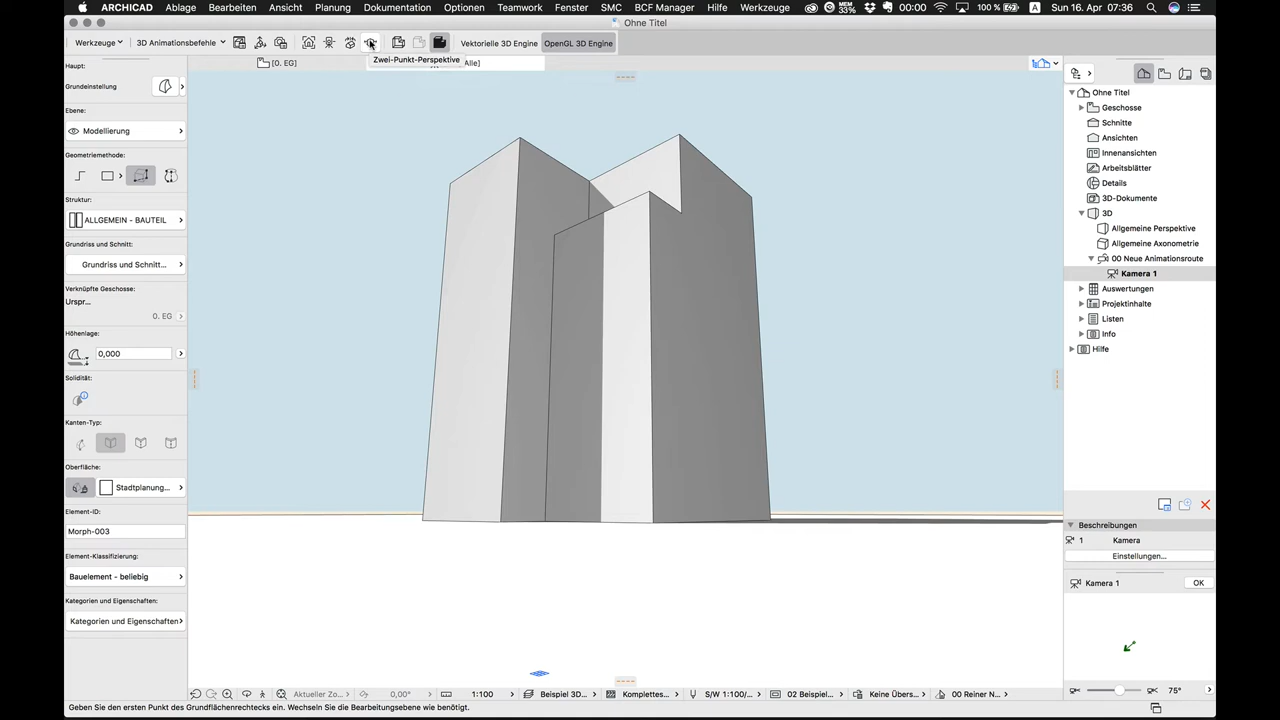 ARCHICAD Ablage Bearbeiten Ansicht Planung Dokumentation Optionen Teamwork Fenster SMC BCF Manager Hilfe Werkzeuge MEM 33% 00:00 100 % Sun 16. Apr 07:36
Ohne Titel
Werkzeuge 3D Animationsbefehle Vektorielle 3D Engine OpenGL 3D Engine
Zwei-Punkt-Perspektive
[0. EG] Alle]
Haupt:
Grundeinstellung
Ebene:
Modellierung
Geometriemethode:
Struktur:
ALLGEMEIN - BAUTEIL
Grundriss und Schnitt:
Grundriss und Schnitt...
Verknüpfte Geschosse:
Urspr...
0. EG
Höhenlage:
0,000
Solidität:
Kanten-Typ:
Oberfläche:
Stadtplanung...
Element-ID:
Morph-003
Element-Klassifizierung:
Bauelement - beliebig
Kategorien und Eigenschaften:
Kategorien und Eigenschaften
Ohne Titel
Geschosse
Schnitte
Ansichten
Innenansichten
Arbeitsblätter
Details
3D-Dokumente
3D
Allgemeine Perspektive
Allgemeine Axonometrie
00 Neue Animationsroute
Kamera 1
Auswertungen
Projektinhalte
Listen
Info
Hilfe
Beschreibungen
1 Kamera
Einstellungen...
Kamera 1 OK
75°
Aktueller Zo... 0,00° 1:100 Beispiel 3D... Komplettes... S/W 1:100/... 02 Beispiel... Keine Übers... 00 Reiner N...
Geben Sie den ersten Punkt des Grundflächenrechtecks ein. Wechseln Sie die Bearbeitungsebene wie benötigt.